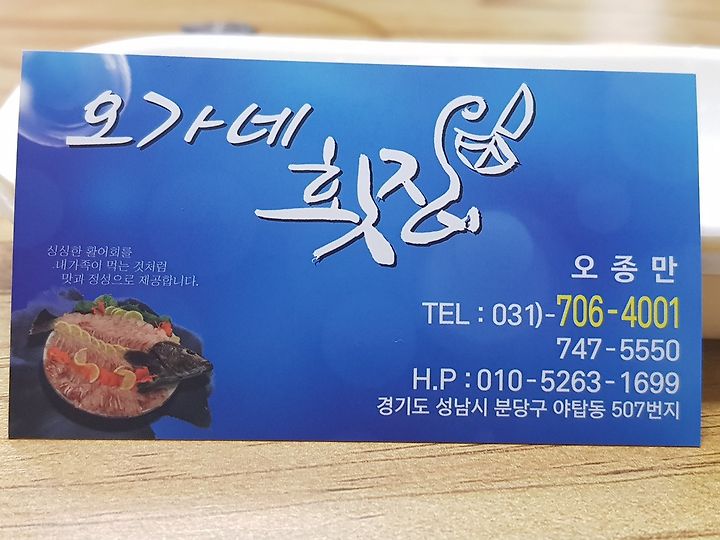 오가네
횟장
싱싱한 활어회를
내가족이 먹는 것처럼
맛과 정성으로 제공합니다.
오종만
TEL : 031)-706-4001
747-5550
H.P : 010-5263-1699
경기도 성남시 분당구 야탑동 507번지